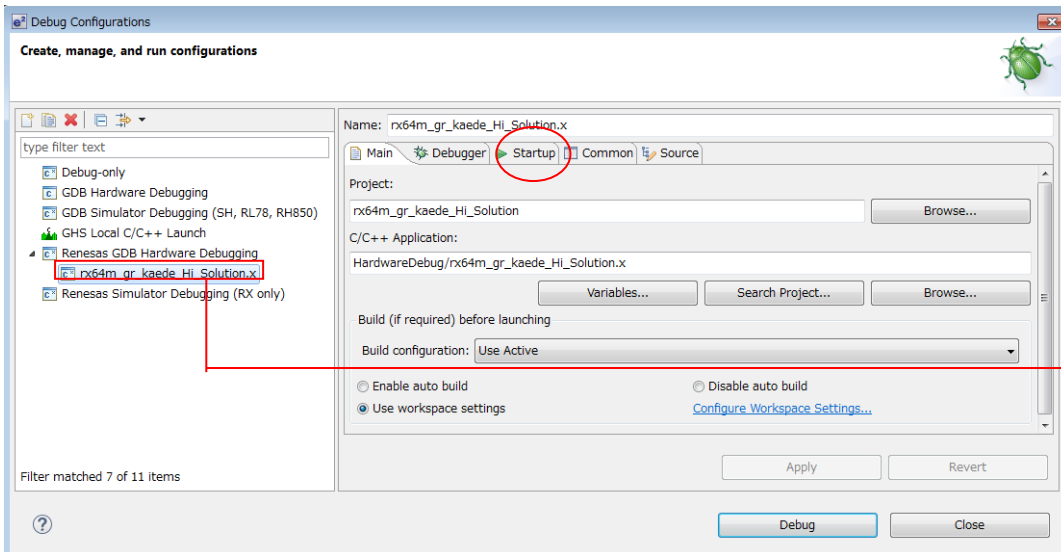 e² Debug Configurations
Create, manage, and run configurations
type filter text
Debug-only
GDB Hardware Debugging
GDB Simulator Debugging (SH, RL78, RH850)
GHS Local C/C++ Launch
Renesas GDB Hardware Debugging
rx64m_gr_kaede_Hi_Solution.x
Renesas Simulator Debugging (RX only)
Filter matched 7 of 11 items
Name: rx64m_gr_kaede_Hi_Solution.x
Main Debugger Startup Common Source
Project:
rx64m_gr_kaede_Hi_Solution Browse...
C/C++ Application:
HardwareDebug/rx64m_gr_kaede_Hi_Solution.x
Variables... Search Project... Browse...
Build (if required) before launching
Build configuration: Use Active
Enable auto build Disable auto build
Use workspace settings Configure Workspace Settings...
Apply Revert
? Debug Close